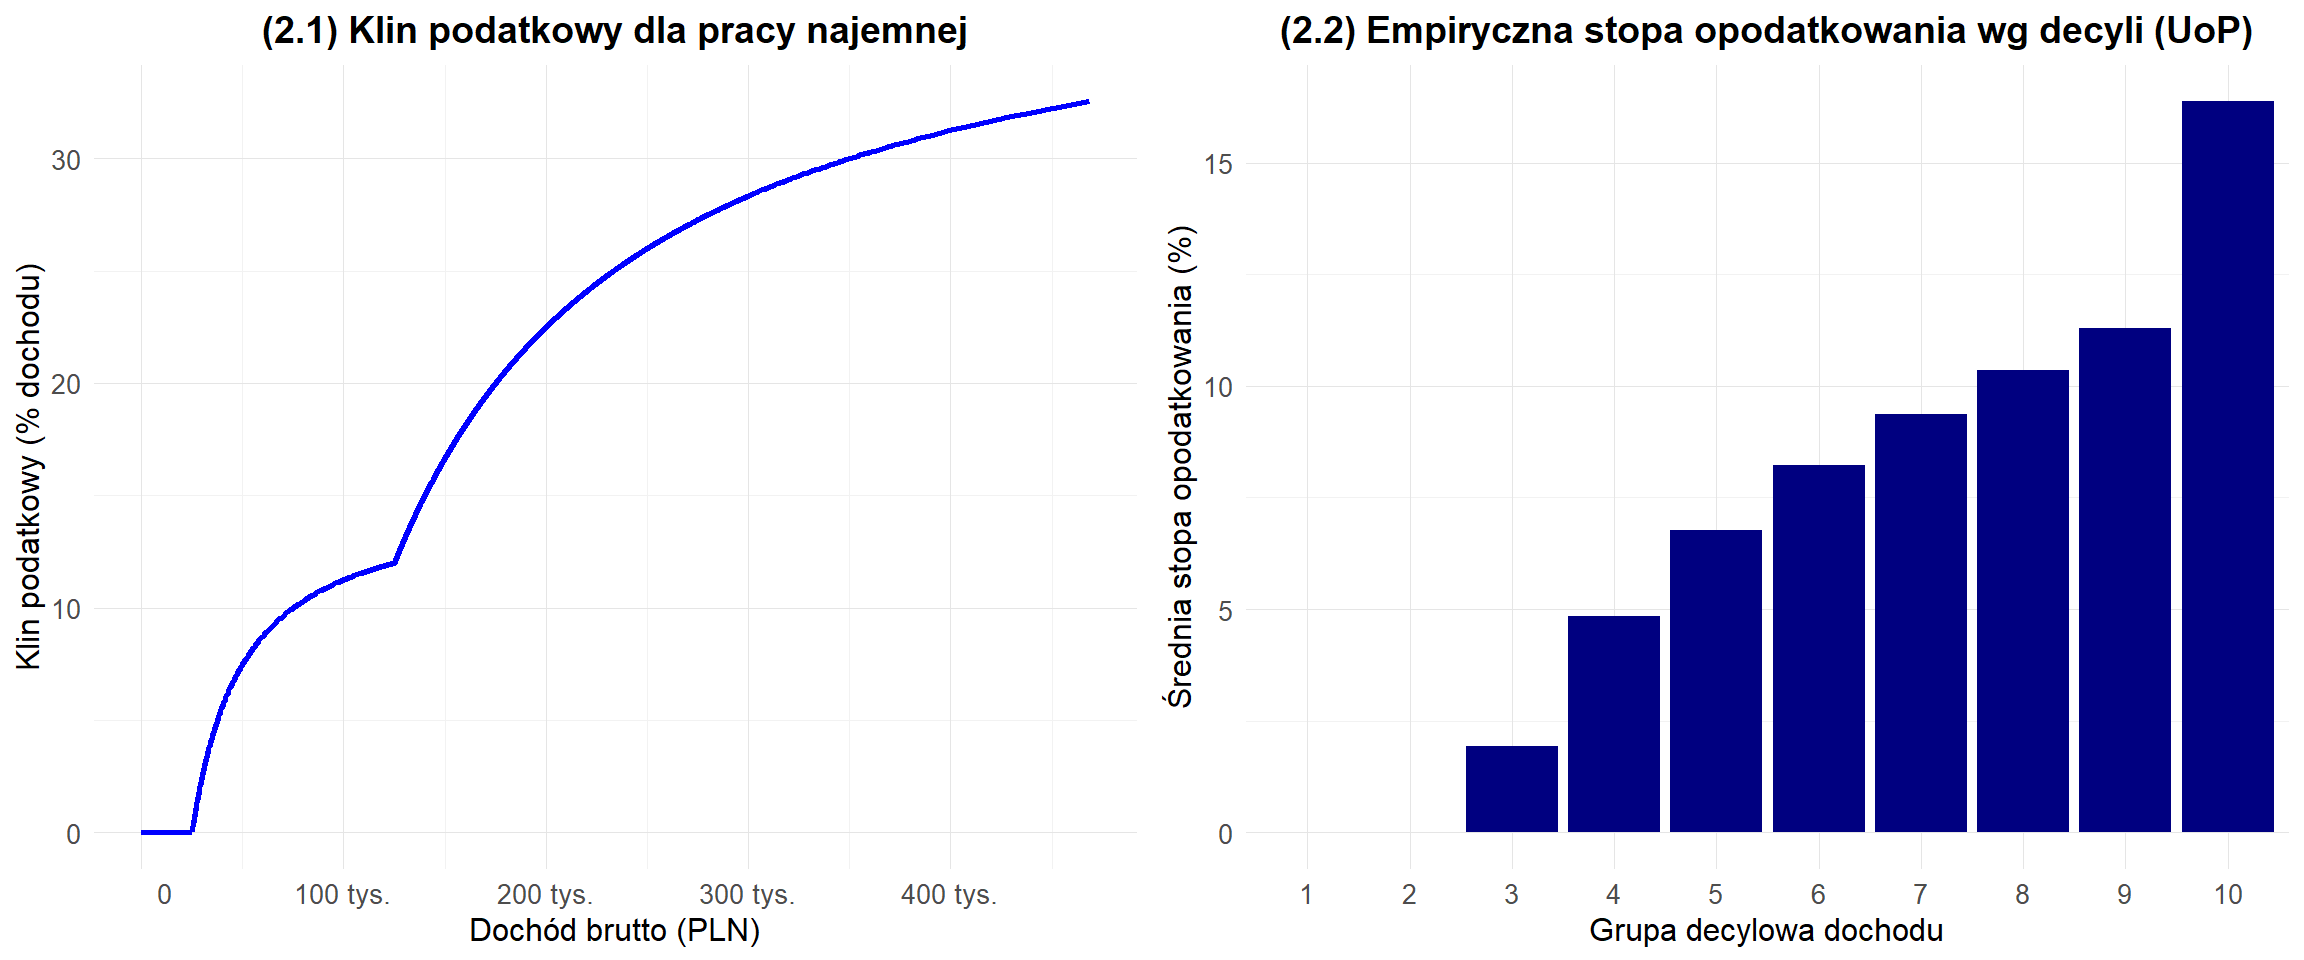 (2.1) Klin podatkowy dla pracy najemnej
Klin podatkowy (% dochodu)
30
20
10
0
0 100 tys. 200 tys. 300 tys. 400 tys.
Dochód brutto (PLN)
(2.2) Empiryczna stopa opodatkowania wg decyli (UoP)
Średnia stopa opodatkowania (%)
15
10
5
0
1 2 3 4 5 6 7 8 9 10
Grupa decylowa dochodu